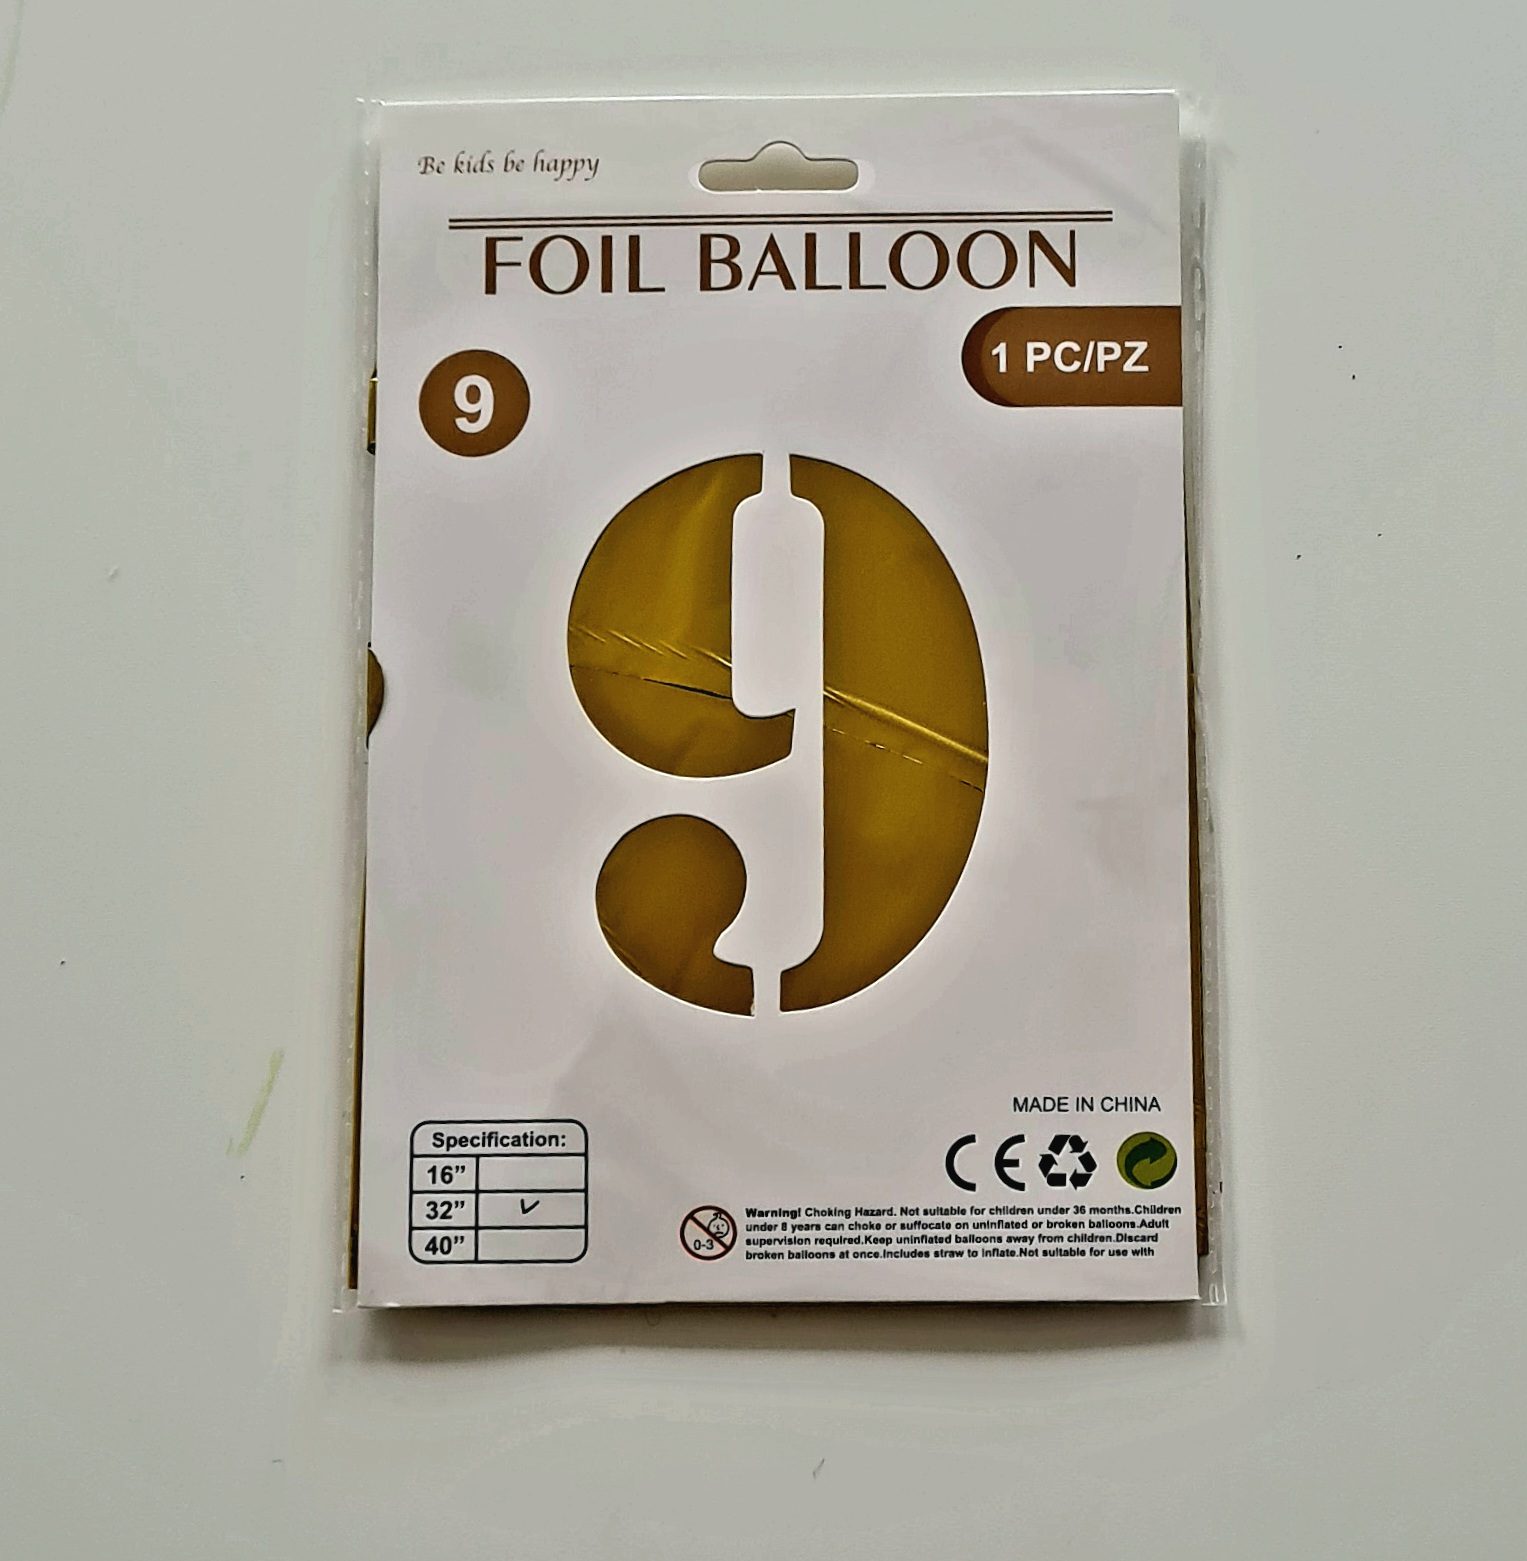 Be kids be happy
FOIL BALLOON
1 PC/PZ
9
9
MADE IN CHINA
Specification:
16”
32” ✓
40”
CE
0-3
Warning! Choking Hazard. Not suitable for children under 36 months.Children
under 8 years can choke or suffocate on uninflated or broken balloons.Adult
supervision required.Keep uninflated balloons away from children.Discard
broken balloons at once.Includes straw to inflate.Not suitable for use with